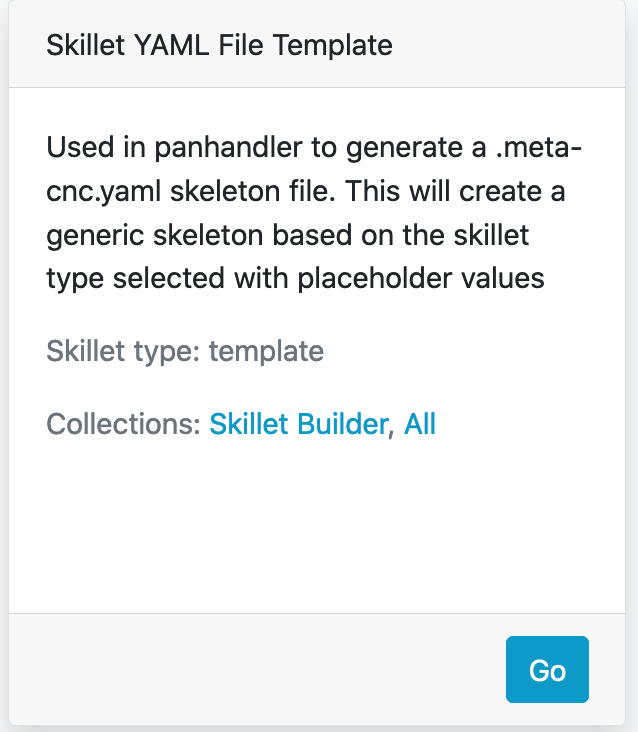 Skillet YAML File Template
Used in panhandler to generate a .meta-
cnc.yaml skeleton file. This will create a
generic skeleton based on the skillet
type selected with placeholder values
Skillet type: template
Collections: Skillet Builder, All
Go